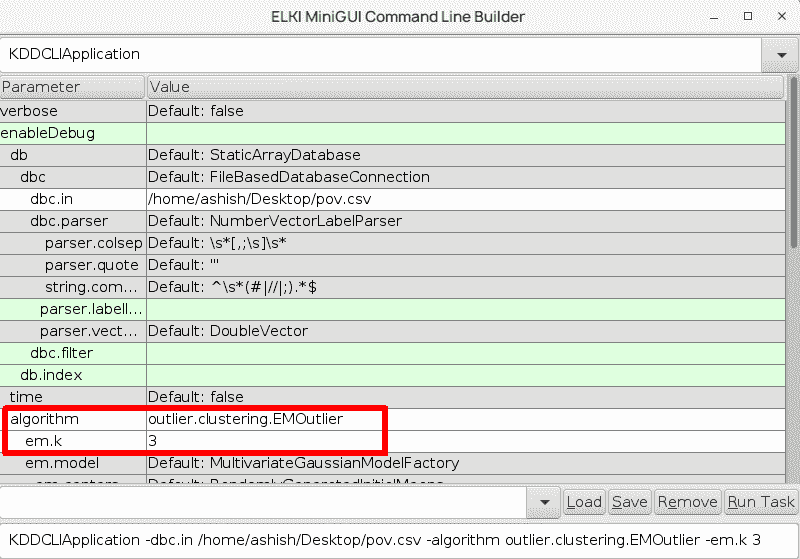 ELKI MiniGUI Command Line Builder
KDDCLIApplication
Parameter Value
verbose Default: false
enableDebug
db Default: StaticArrayDatabase
dbc Default: FileBasedDatabaseConnection
dbc.in /home/ashish/Desktop/pov.csv
dbc.parser Default: NumberVectorLabelParser
parser.colsep Default: \s*[,;\s]\s*
parser.quote Default: "'
string.com... Default: ^\s*(#|//|;).*$
parser.labell...
parser.vect... Default: DoubleVector
dbc.filter
db.index
time Default: false
algorithm outlier.clustering.EMOutlier
em.k 3
em.model Default: MultivariateGaussianModelFactory
em.centers Default: RandomlyGeneratedInitialMeans
Load Save Remove Run Task
KDDCLIApplication -dbc.in /home/ashish/Desktop/pov.csv -algorithm outlier.clustering.EMOutlier -em.k 3